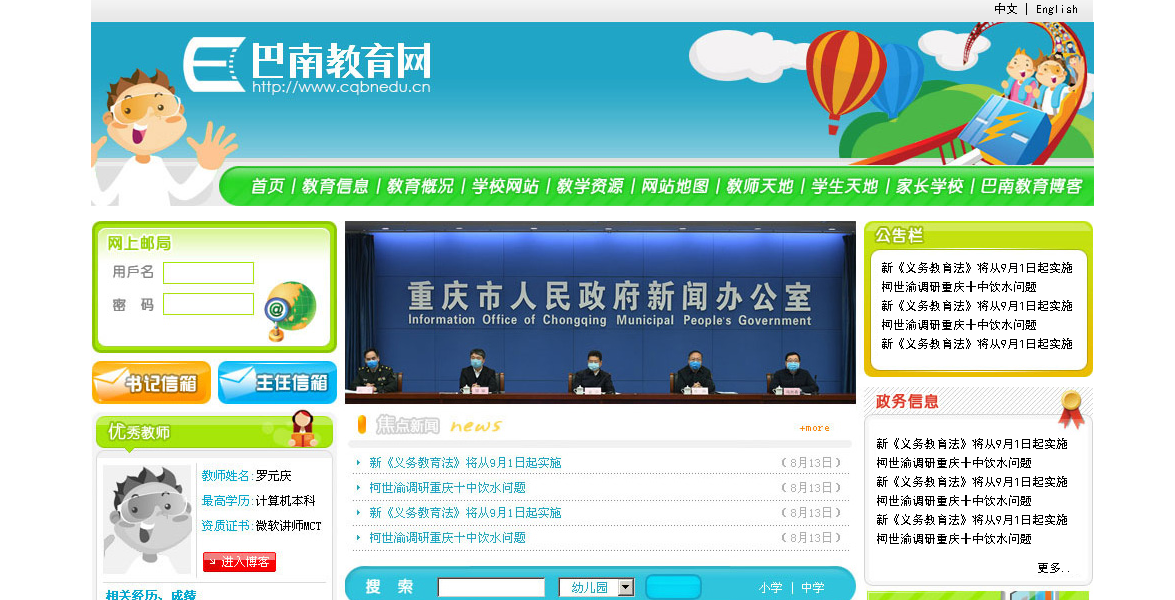 中文 | English
巴南教育网
http://www.cqbnedu.cn
首页 | 教育信息 | 教育概况 | 学校网站 | 教学资源 | 网站地图 | 教师天地 | 学生天地 | 家长学校 | 巴南教育博客
网上邮局
用戶名
密 码
书记信箱
主任信箱
优秀教师
教师姓名:罗元庆
最高学历:计算机本科
资质证书:微软讲师MCT
进入博客
相关经历、成绩
重庆市人民政府新闻办公室
Information Office of Chongqing Municipal People's Government
焦点新闻 news
+more
新《义务教育法》将从9月1日起实施 (8月13日)
柯世渝调研重庆十中饮水问题 (8月13日)
新《义务教育法》将从9月1日起实施 (8月13日)
柯世渝调研重庆十中饮水问题 (8月13日)
搜 索 幼儿园 小学 | 中学
公告栏
新《义务教育法》将从9月1日起实施
柯世渝调研重庆十中饮水问题
新《义务教育法》将从9月1日起实施
柯世渝调研重庆十中饮水问题
新《义务教育法》将从9月1日起实施
政务信息
新《义务教育法》将从9月1日起实施
柯世渝调研重庆十中饮水问题
新《义务教育法》将从9月1日起实施
柯世渝调研重庆十中饮水问题
新《义务教育法》将从9月1日起实施
柯世渝调研重庆十中饮水问题
更多..